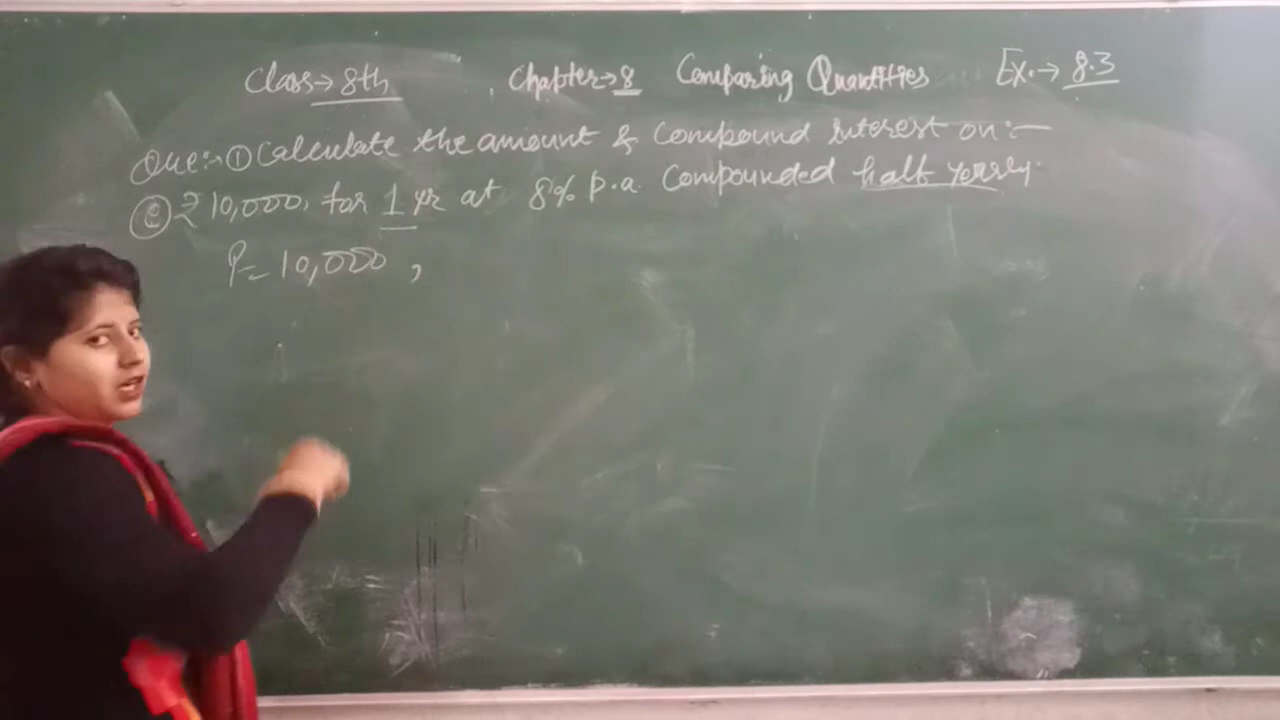 Class → 8th , Chapter → 8 Comparing Quantities Ex. → 8.3
Que:→ ① Calculate the amount & Compound interest on:—
ⓔ ₹ 10,000, for 1 yr at 8% p.a. Compounded half yearly.
P = 10,000 ,